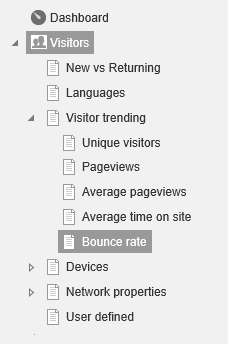 Dashboard
Visitors
New vs Returning
Languages
Visitor trending
Unique visitors
Pageviews
Average pageviews
Average time on site
Bounce rate
Devices
Network properties
User defined